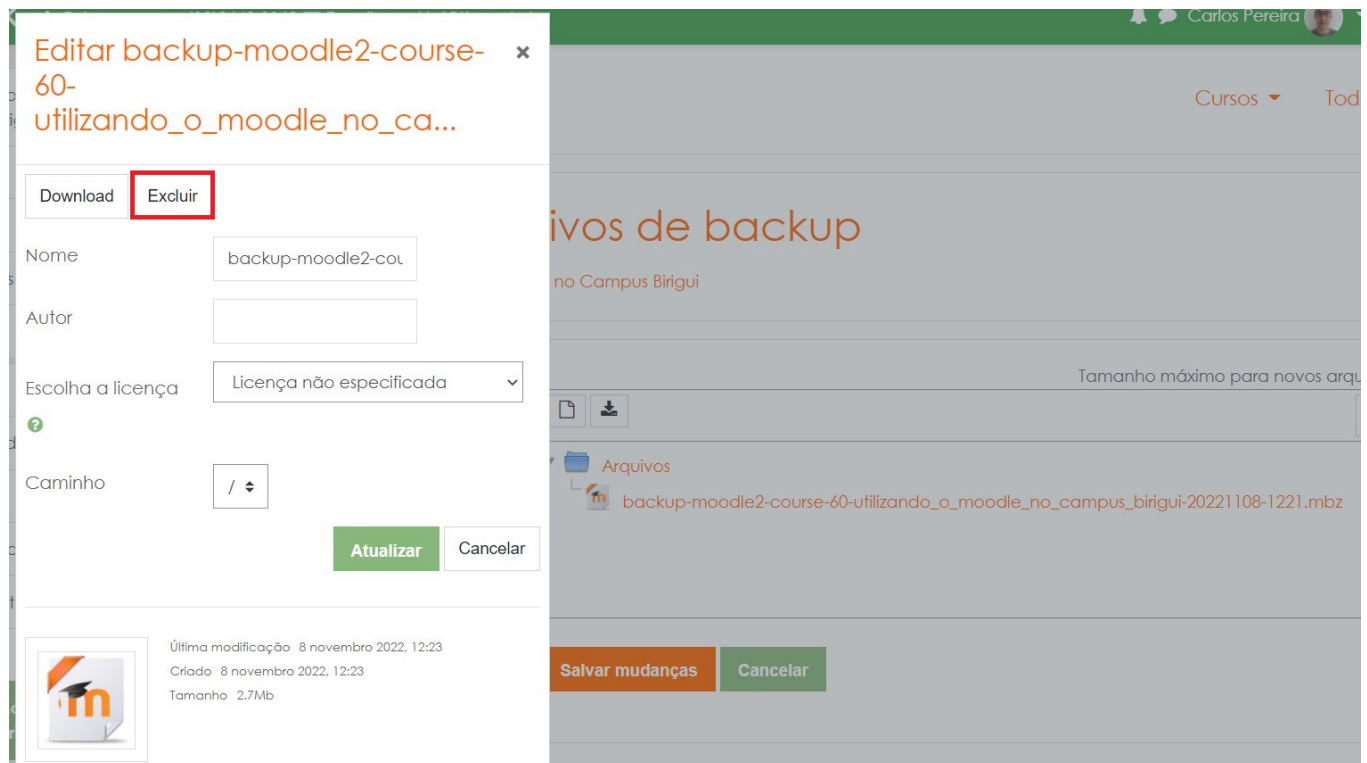 Carlos Pereira
Editar backup-moodle2-course-
60-
utilizando_o_moodle_no_ca...
×
Cursos
Tod
Download
Excluir
ivos de backup
Nome
backup-moodle2-cou
no Campus Birigui
Autor
Tamanho máximo para novos arqu
Escolha a licença
Licença não especificada
?
Arquivos
Caminho
/
backup-moodle2-course-60-utilizando_o_moodle_no_campus_birigui-20221108-1221.mbz
Atualizar
Cancelar
Última modificação 8 novembro 2022, 12:23
Criado 8 novembro 2022, 12:23
Tamanho 2.7Mb
Salvar mudanças
Cancelar